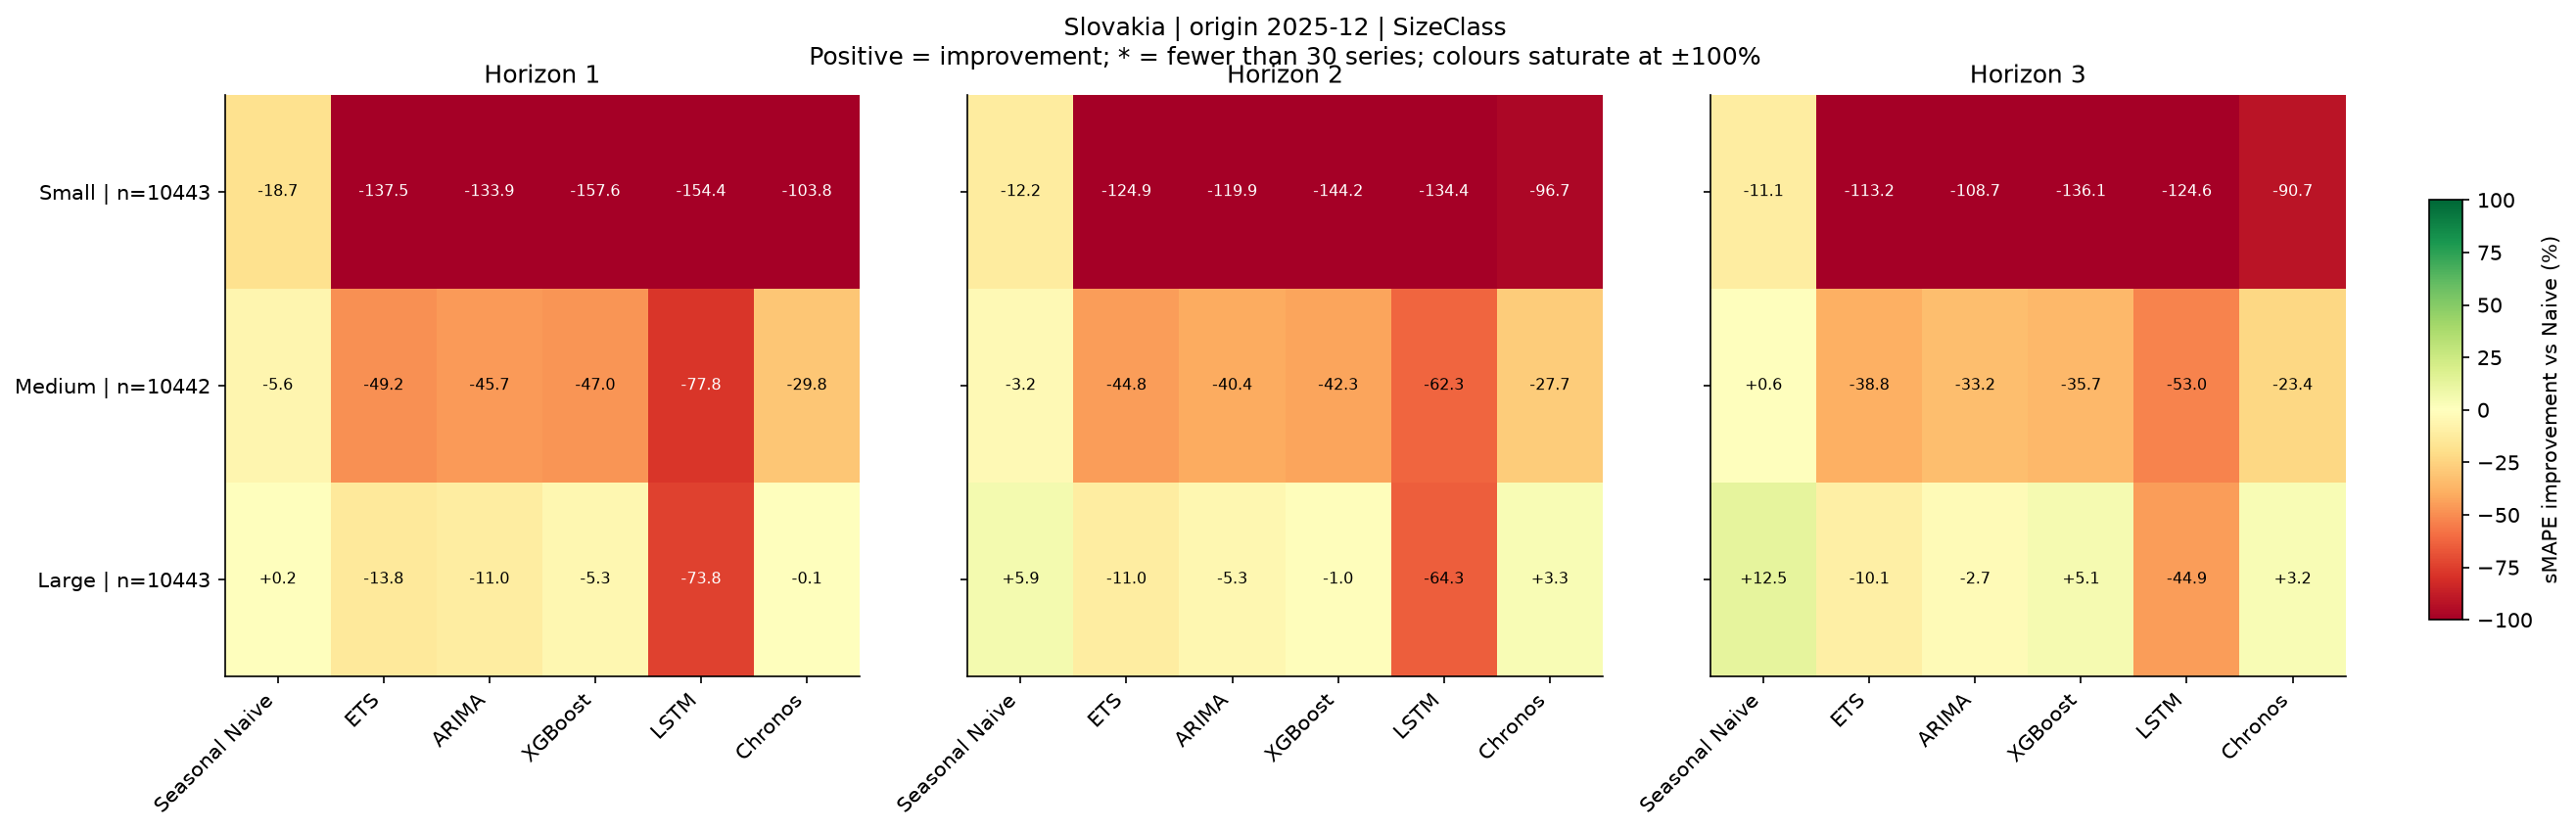 Slovakia | origin 2025-12 | SizeClass
Positive = improvement; * = fewer than 30 series; colours saturate at ±100%
Horizon 1
Horizon 2
Horizon 3
Small | n=10443
-18.7 -137.5 -133.9 -157.6 -154.4 -103.8
-12.2 -124.9 -119.9 -144.2 -134.4 -96.7
-11.1 -113.2 -108.7 -136.1 -124.6 -90.7
Medium | n=10442
-5.6 -49.2 -45.7 -47.0 -77.8 -29.8
-3.2 -44.8 -40.4 -42.3 -62.3 -27.7
+0.6 -38.8 -33.2 -35.7 -53.0 -23.4
Large | n=10443
+0.2 -13.8 -11.0 -5.3 -73.8 -0.1
+5.9 -11.0 -5.3 -1.0 -64.3 +3.3
+12.5 -10.1 -2.7 +5.1 -44.9 +3.2
Seasonal Naive ETS ARIMA XGBoost LSTM Chronos
Seasonal Naive ETS ARIMA XGBoost LSTM Chronos
Seasonal Naive ETS ARIMA XGBoost LSTM Chronos
100
75
50
25
0
−25
−50
−75
−100
sMAPE improvement vs Naive (%)